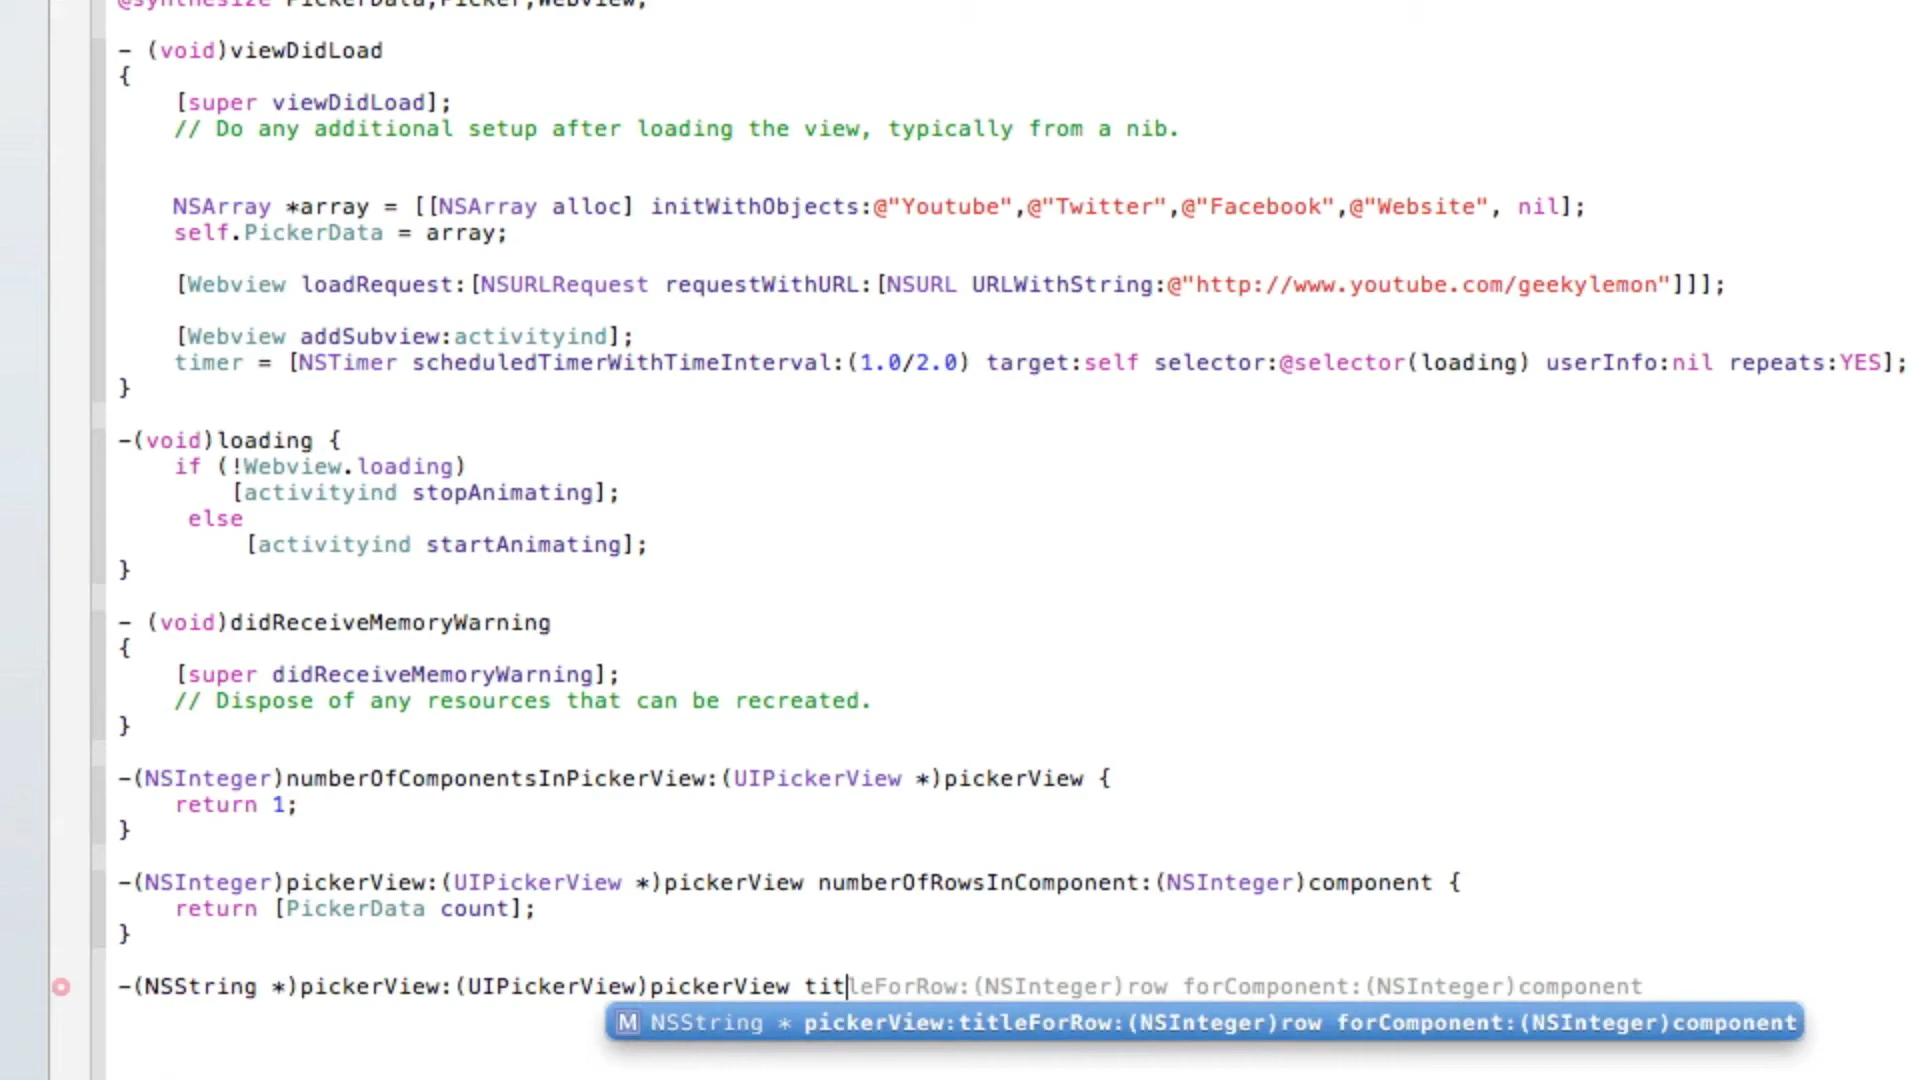 @synthesize PickerData,Picker,Webview;
- (void)viewDidLoad
{
[super viewDidLoad];
// Do any additional setup after loading the view, typically from a nib.
NSArray *array = [[NSArray alloc] initWithObjects:@"Youtube",@"Twitter",@"Facebook",@"Website", nil];
self.PickerData = array;
[Webview loadRequest:[NSURLRequest requestWithURL:[NSURL URLWithString:@"http://www.youtube.com/geekylemon"]]];
[Webview addSubview:activityind];
timer = [NSTimer scheduledTimerWithTimeInterval:(1.0/2.0) target:self selector:@selector(loading) userInfo:nil repeats:YES];
}
-(void)loading {
if (!Webview.loading)
[activityind stopAnimating];
else
[activityind startAnimating];
}
- (void)didReceiveMemoryWarning
{
[super didReceiveMemoryWarning];
// Dispose of any resources that can be recreated.
}
-(NSInteger)numberOfComponentsInPickerView:(UIPickerView *)pickerView {
return 1;
}
-(NSInteger)pickerView:(UIPickerView *)pickerView numberOfRowsInComponent:(NSInteger)component {
return [PickerData count];
}
-(NSString *)pickerView:(UIPickerView)pickerView titleForRow:(NSInteger)row forComponent:(NSInteger)component
M NSString * pickerView:titleForRow:(NSInteger)row forComponent:(NSInteger)component